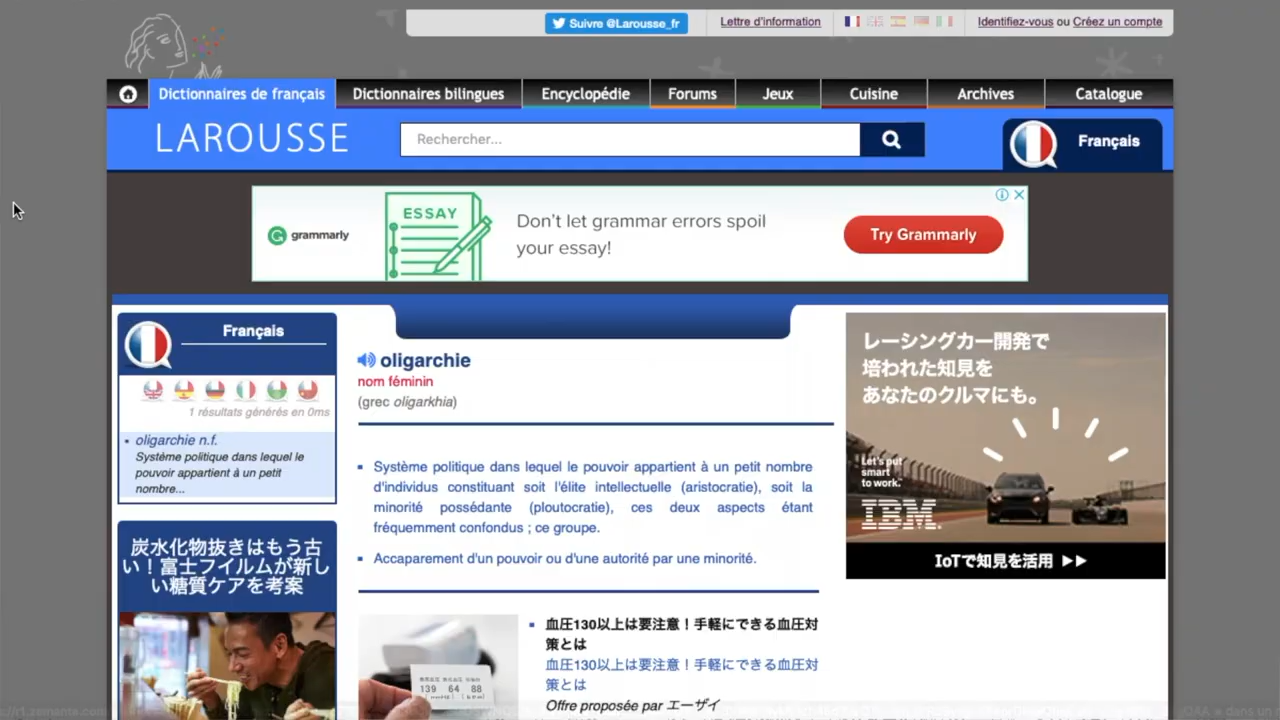 Suivre @Larousse_fr
Lettre d'information
Identifiez-vous ou Créez un compte
Dictionnaires de français
Dictionnaires bilingues
Encyclopédie
Forums
Jeux
Cuisine
Archives
Catalogue
LAROUSSE
Rechercher...
Français
grammarly
ESSAY
Don't let grammar errors spoil
your essay!
Try Grammarly
Français
1 résultats générés en 0ms
oligarchie n.f.
Système politique dans lequel le
pouvoir appartient à un petit
nombre...
炭水化物抜きはもう古
い！富士フイルムが新し
い糖質ケアを考案
oligarchie
nom féminin
(grec oligarkhia)
Système politique dans lequel le pouvoir appartient à un petit nombre
d'individus constituant soit l'élite intellectuelle (aristocratie), soit la
minorité possédante (ploutocratie), ces deux aspects étant
fréquemment confondus ; ce groupe.
Accaparement d'un pouvoir ou d'une autorité par une minorité.
139 64 88
血圧130以上は要注意！手軽にできる血圧対
策とは
血圧130以上は要注意！手軽にできる血圧対
策とは
Offre proposée par エーザイ
レーシングカー開発で
培われた知見を
あなたのクルマにも。
Let's put
smart
to work.
IBM.
IoTで知見を活用 ▶▶